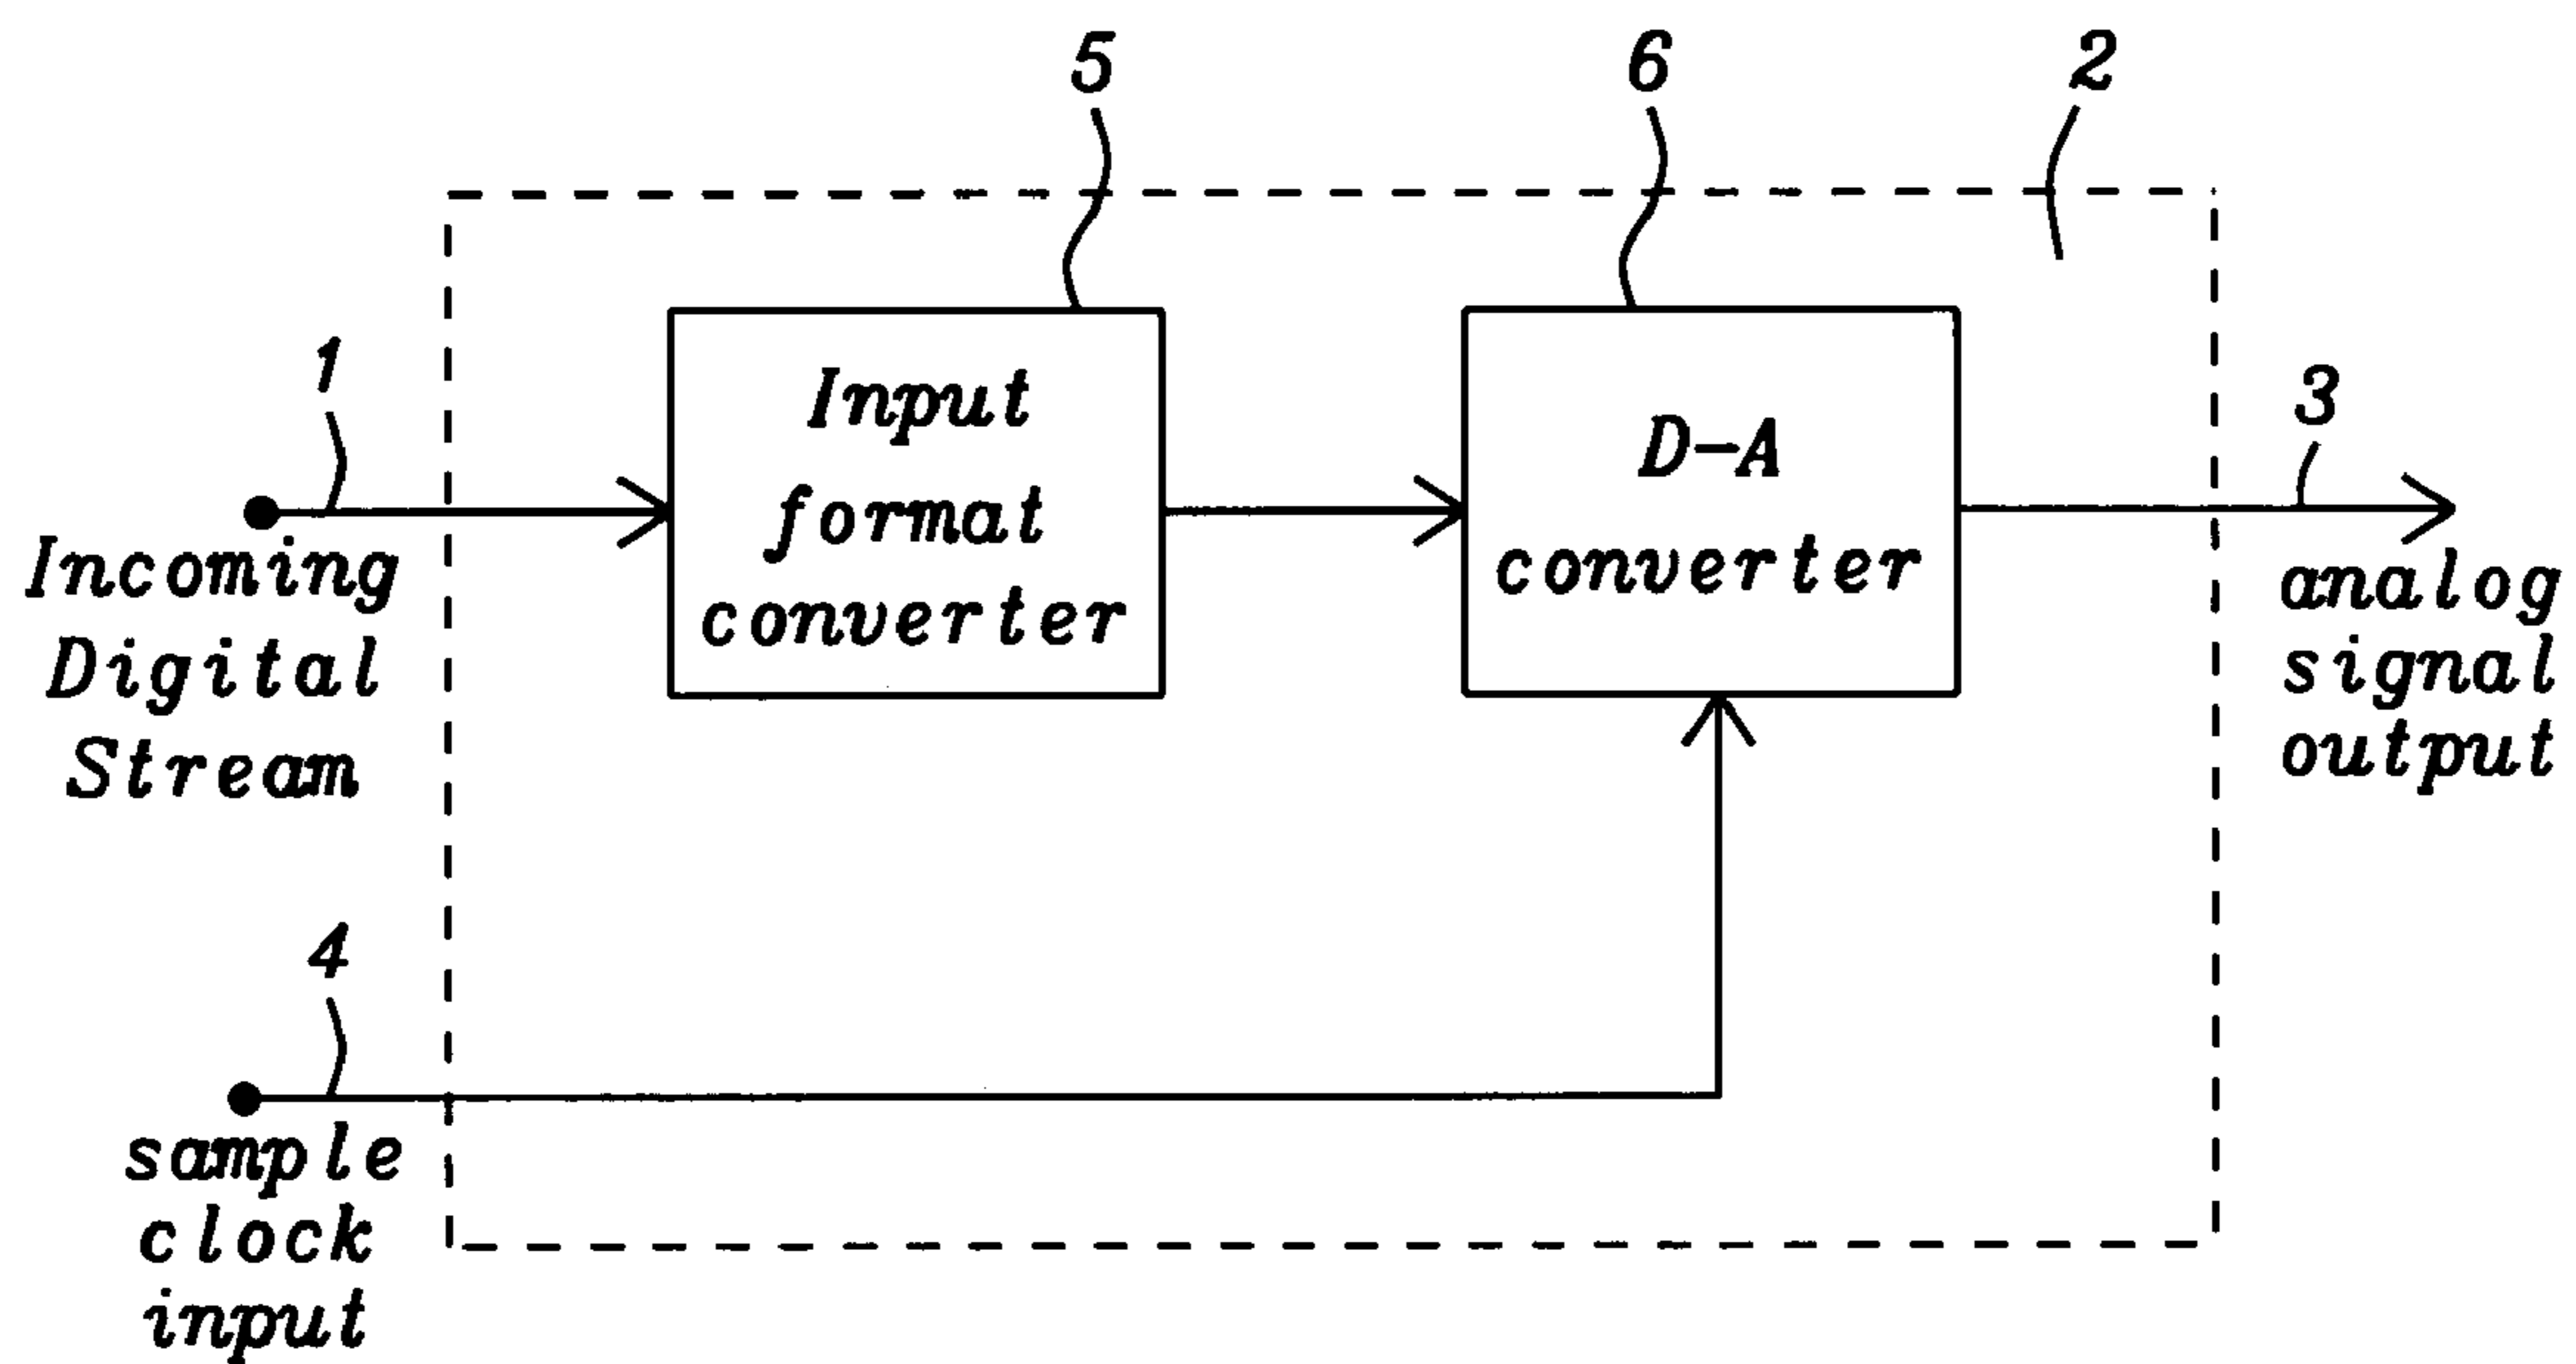 5
6
2
1
Incoming
Digital
Stream
Input
format
converter
D-A
converter
3
analog
signal
output
4
sample
clock
input